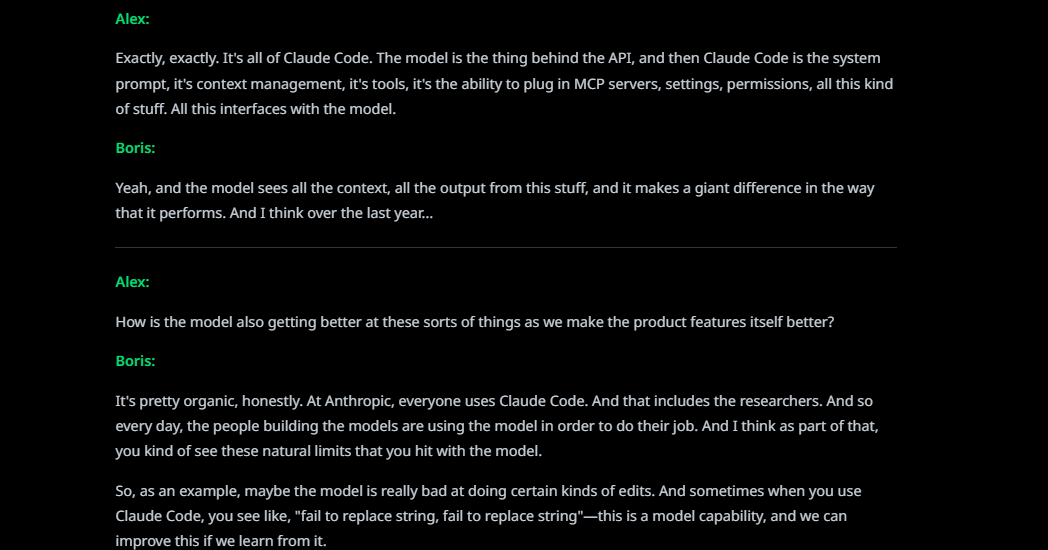 Alex:
Exactly, exactly. It's all of Claude Code. The model is the thing behind the API, and then Claude Code is the system
prompt, it's context management, it's tools, it's the ability to plug in MCP servers, settings, permissions, all this kind
of stuff. All this interfaces with the model.
Boris:
Yeah, and the model sees all the context, all the output from this stuff, and it makes a giant difference in the way
that it performs. And I think over the last year...
Alex:
How is the model also getting better at these sorts of things as we make the product features itself better?
Boris:
It's pretty organic, honestly. At Anthropic, everyone uses Claude Code. And that includes the researchers. And so
every day, the people building the models are using the model in order to do their job. And I think as part of that,
you kind of see these natural limits that you hit with the model.
So, as an example, maybe the model is really bad at doing certain kinds of edits. And sometimes when you use
Claude Code, you see like, "fail to replace string, fail to replace string"—this is a model capability, and we can
improve this if we learn from it.